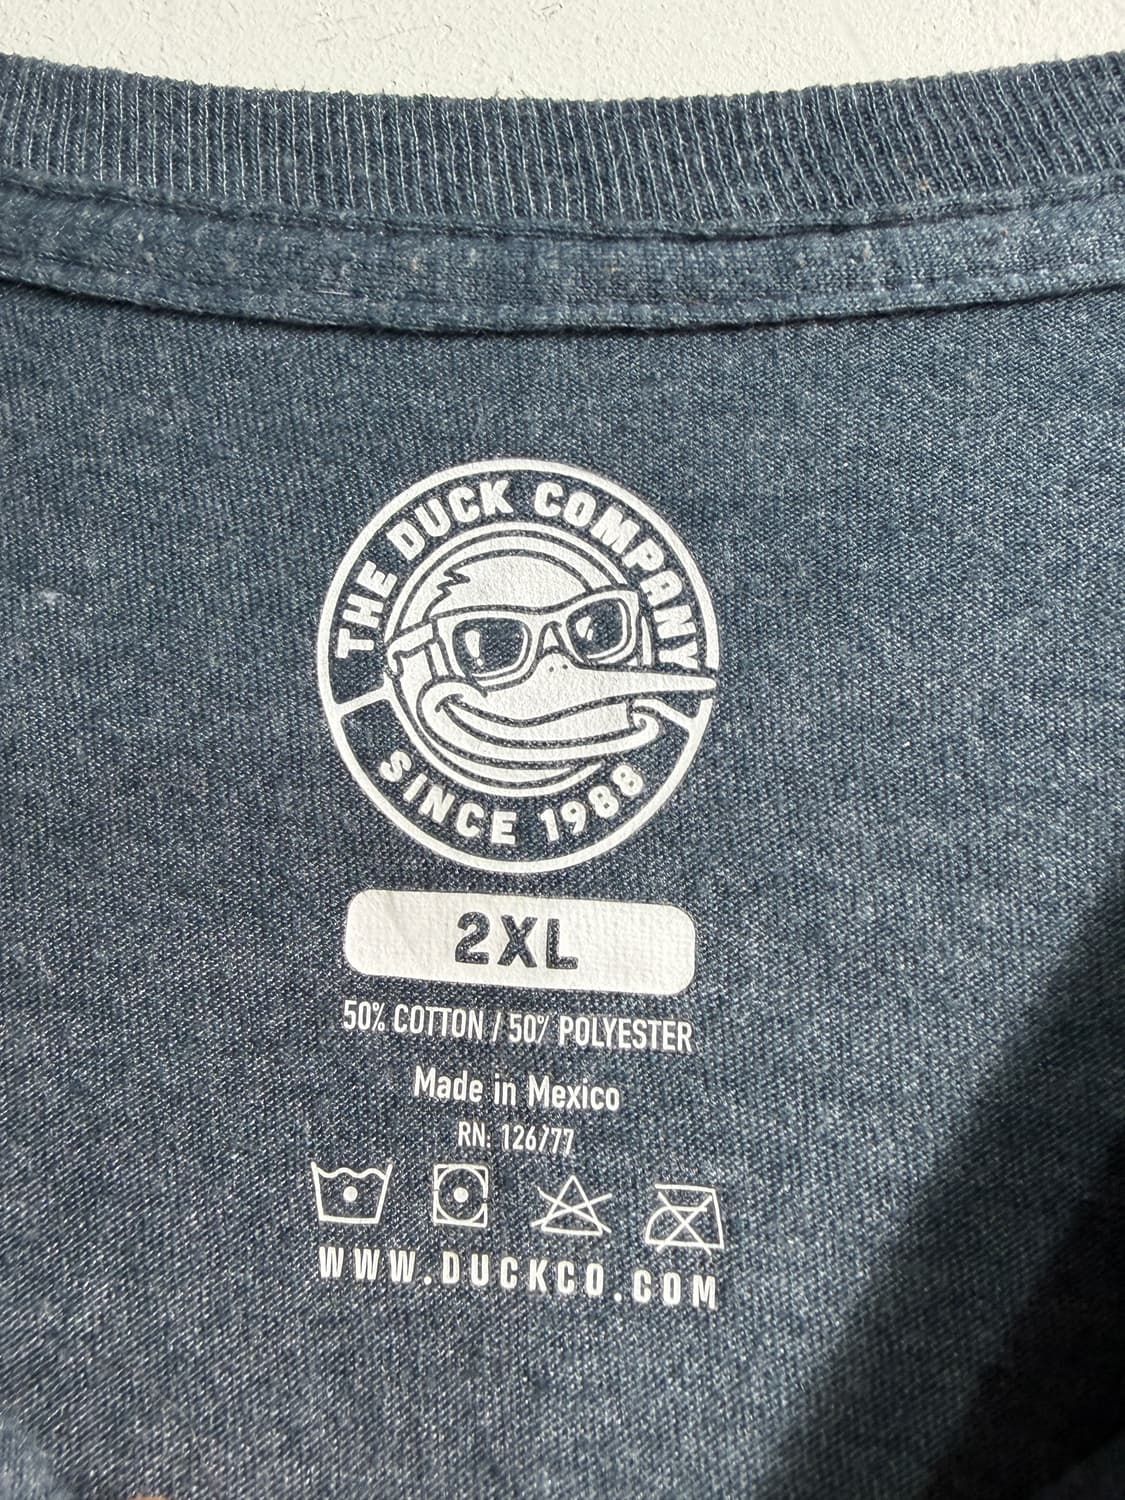 THE DUCK COMPANY
SINCE 1988
2XL
50% COTTON / 50% POLYESTER
Made in Mexico
RN: 126777
WWW.DUCKCO.COM